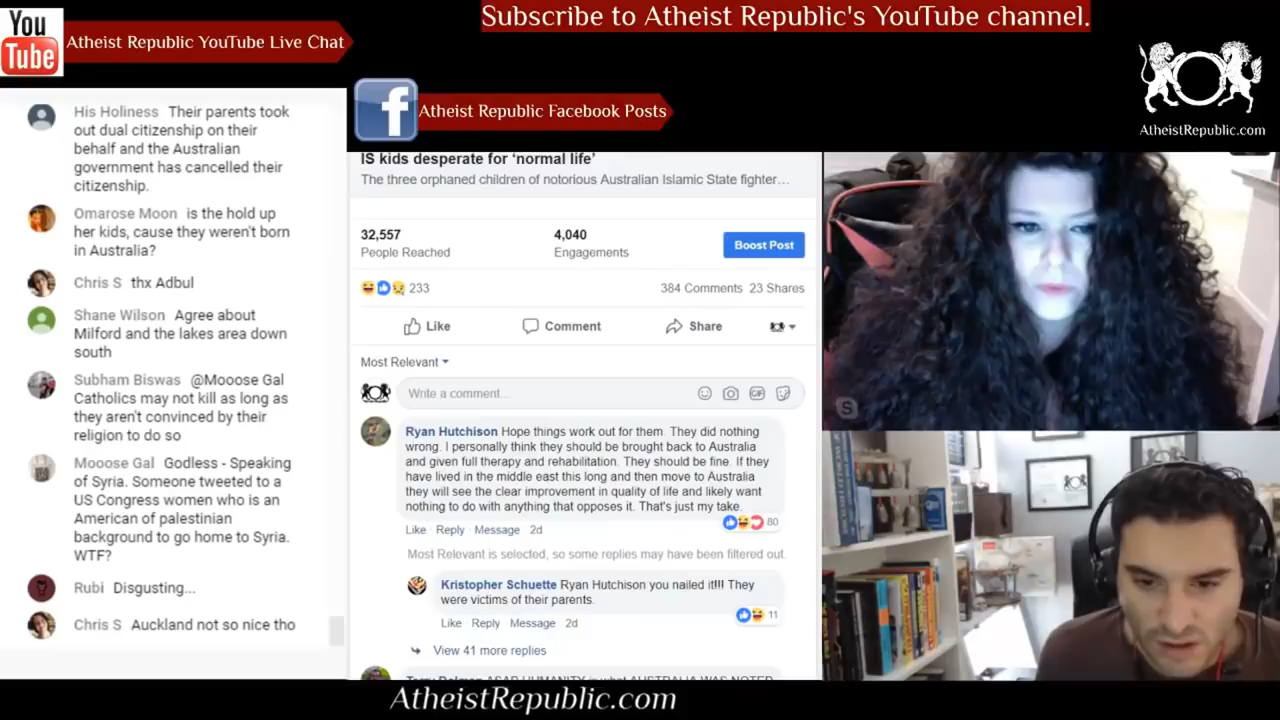 Subscribe to Atheist Republic's YouTube channel.
You
Tube
Atheist Republic YouTube Live Chat
AtheistRepublic.com
f
Atheist Republic Facebook Posts
His Holiness Their parents took
out dual citizenship on their
behalf and the Australian
government has cancelled their
citizenship.
Omarose Moon is the hold up
her kids, cause they weren't born
in Australia?
Chris S thx Adbul
Shane Wilson Agree about
Milford and the lakes area down
south
Subham Biswas @Mooose Gal
Catholics may not kill as long as
they aren't convinced by their
religion to do so
Mooose Gal Godless - Speaking
of Syria. Someone tweeted to a
US Congress women who is an
American of palestinian
background to go home to Syria.
WTF?
Rubi Disgusting...
Chris S Auckland not so nice tho
IS kids desperate for 'normal life'
The three orphaned children of notorious Australian Islamic State fighter...
32,557
People Reached
4,040
Engagements
Boost Post
233
384 Comments 23 Shares
Like
Comment
Share
Most Relevant
Write a comment...
GIF
Ryan Hutchison Hope things work out for them. They did nothing
wrong. I personally think they should be brought back to Australia
and given full therapy and rehabilitation. They should be fine. If they
have lived in the middle east this long and then move to Australia
they will see the clear improvement in quality of life and likely want
nothing to do with anything that opposes it. That's just my take.
80
Like · Reply · Message · 2d
Most Relevant is selected, so some replies may have been filtered out.
Kristopher Schuette Ryan Hutchison you nailed it!!! They
were victims of their parents.
11
Like · Reply · Message · 2d
View 41 more replies
AtheistRepublic.com